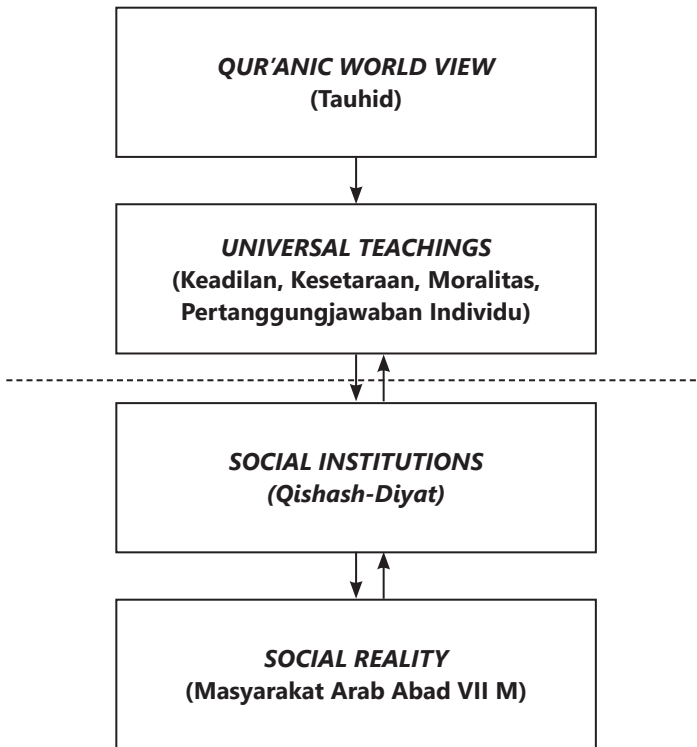 QUR'ANIC WORLD VIEW
(Tauhid)
UNIVERSAL TEACHINGS
(Keadilan, Kesetaraan, Moralitas,
Pertanggungjawaban Individu)
SOCIAL INSTITUTIONS
(Qishash-Diyat)
SOCIAL REALITY
(Masyarakat Arab Abad VII M)